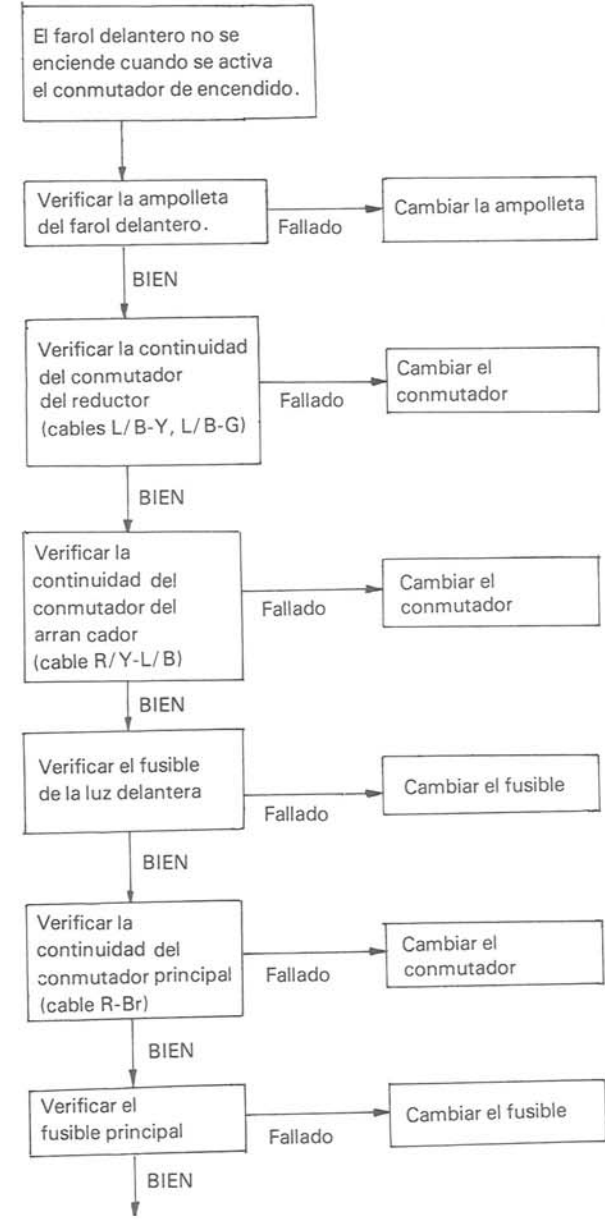 El farol delantero no se
enciende cuando se activa
el conmutador de encendido.
Verificar la ampolleta
del farol delantero.
Fallado
Cambiar la ampolleta
BIEN
Verificar la continuidad
del conmutador
del reductor
(cables L/B-Y, L/B-G)
Fallado
Cambiar el
conmutador
BIEN
Verificar la
continuidad del
conmutador del
arran cador
(cable R/Y-L/B)
Fallado
Cambiar el
conmutador
BIEN
Verificar el fusible
de la luz delantera
Fallado
Cambiar el fusible
BIEN
Verificar la
continuidad del
conmutador principal
(cable R-Br)
Fallado
Cambiar el
conmutador
BIEN
Verificar el
fusible principal
Fallado
Cambiar el fusible
BIEN